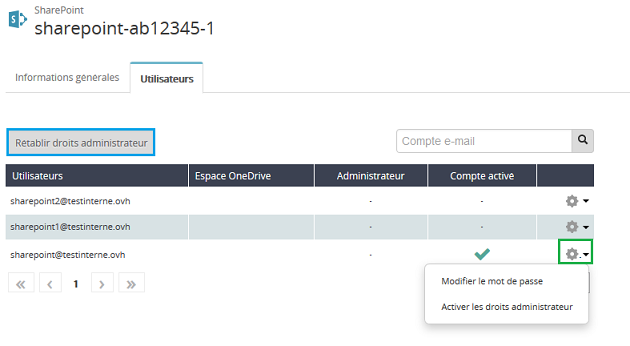 SharePoint
sharepoint-ab12345-1
Informations génerales
Utilisateurs
Retablir droits administrateur
Compte e-mail
Utilisateurs Espace OneDrive Administrateur Compte active
sharepoint2@testinterne.ovh - -
sharepoint1@testinterne.ovh - -
sharepoint@testinterne.ovh -
« ‹ 1 › »
Modifier le mot de passe
Activer les droits administrateur